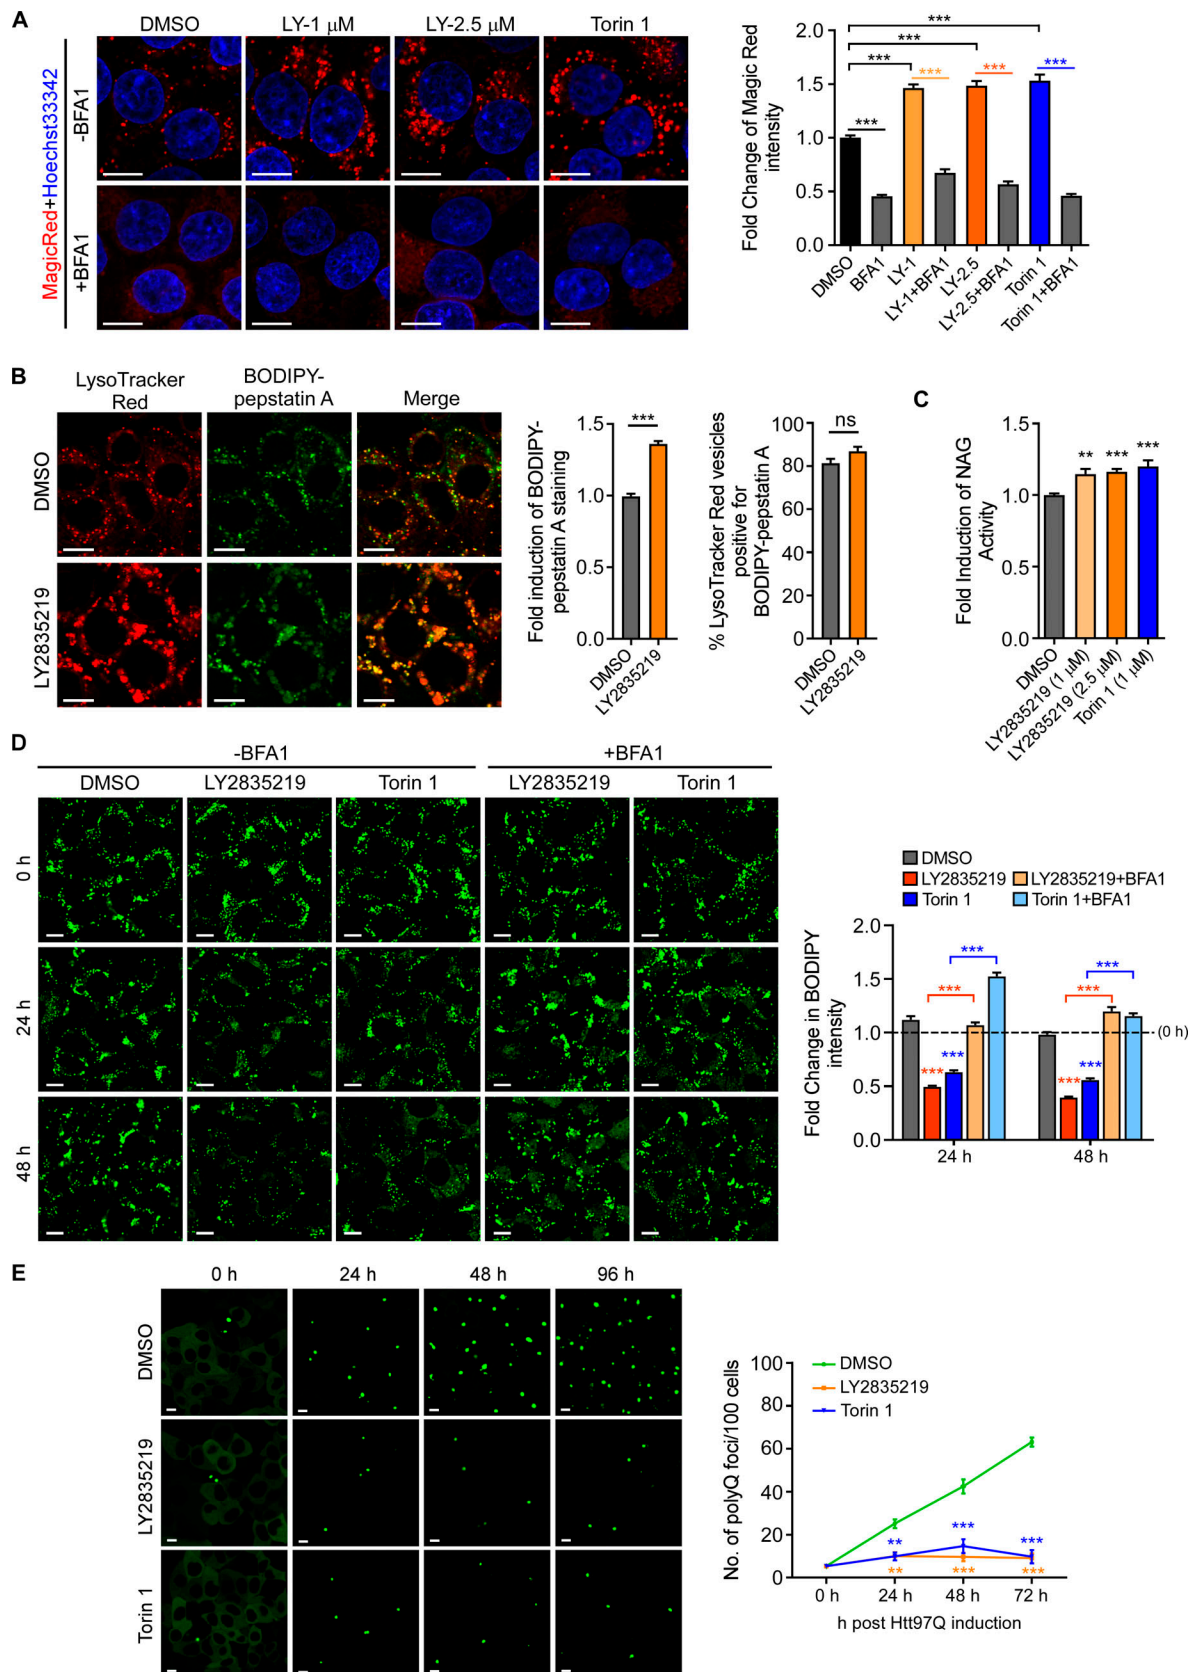 A
DMSO
LY-1 μM
LY-2.5 μM
Torin 1
MagicRed+Hoechst33342
-BFA1
+BFA1
Fold Change of Magic Red
intensity
2.0
1.5
1.0
0.5
0.0
***
***
***
***
***
***
***
DMSO
BFA1
LY-1
LY-1+BFA1
LY-2.5
LY-2.5+BFA1
Torin 1
Torin 1+BFA1
B
LysoTracker
Red
BODIPY-
pepstatin A
Merge
DMSO
LY2835219
Fold induction of BODIPY-
pepstatin A staining
1.5
1.0
0.5
0.0
***
DMSO
LY2835219
% LysoTracker Red vesicles
positive for
BODIPY-pepstatin A
100
80
60
40
20
0
ns
DMSO
LY2835219
C
Fold Induction of NAG
Activity
1.5
1.0
0.5
0.0
**
***
***
DMSO
LY2835219 (1 μM)
LY2835219 (2.5 μM)
Torin 1 (1 μM)
D
-BFA1
+BFA1
DMSO
LY2835219
Torin 1
LY2835219
Torin 1
0 h
24 h
48 h
DMSO
LY2835219
LY2835219+BFA1
Torin 1
Torin 1+BFA1
Fold Change in BODIPY
intensity
2.0
1.5
1.0
0.5
0.0
***
***
***
***
***
***
***
***
(0 h)
24 h
48 h
E
0 h
24 h
48 h
96 h
DMSO
LY2835219
Torin 1
No. of polyQ foci/100 cells
100
80
60
40
20
0
DMSO
LY2835219
Torin 1
**
***
***
**
***
***
0 h
24 h
48 h
72 h
h post Htt97Q induction